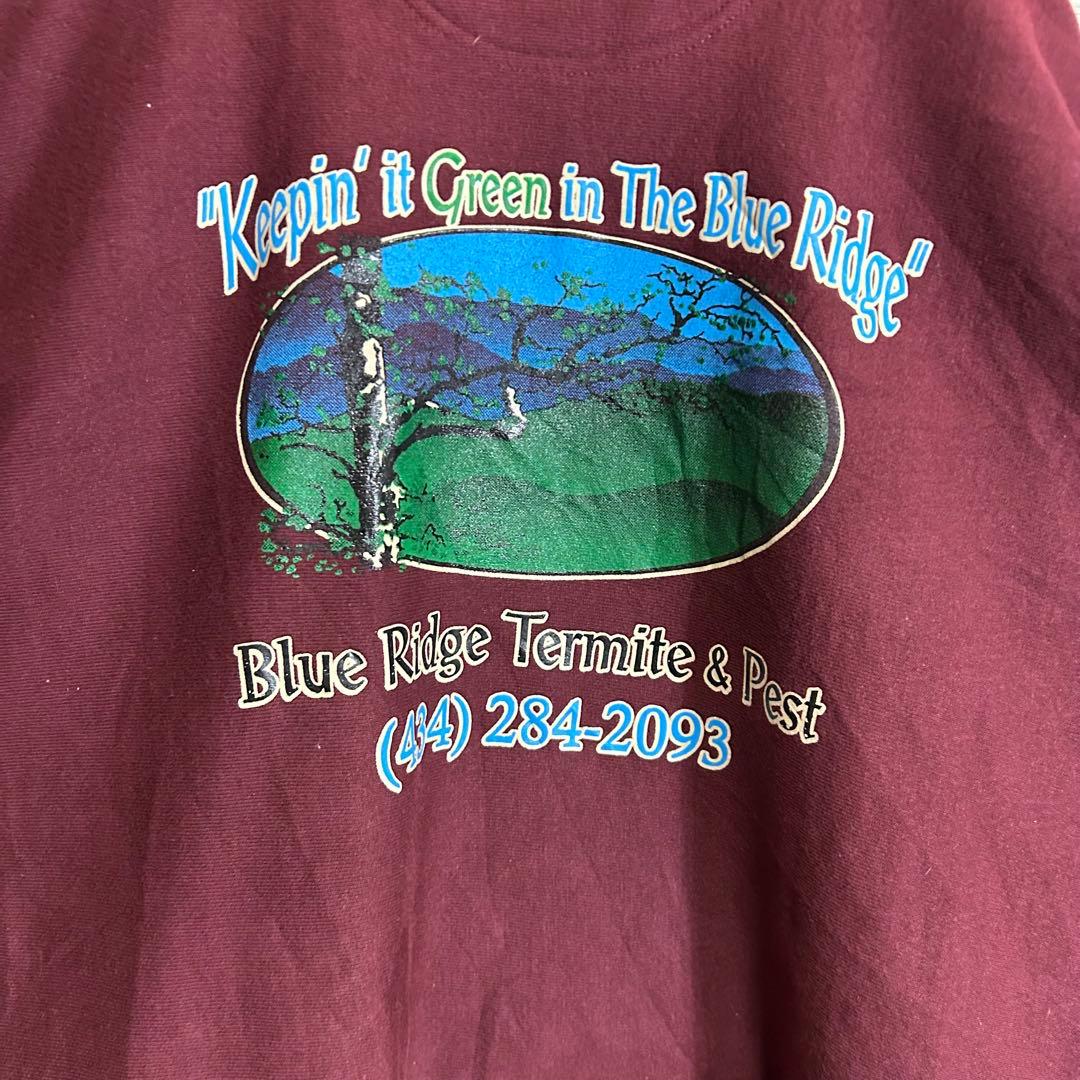 "Keepin' it Green in The Blue Ridge"
Blue Ridge Termite & Pest
(434) 284-2093